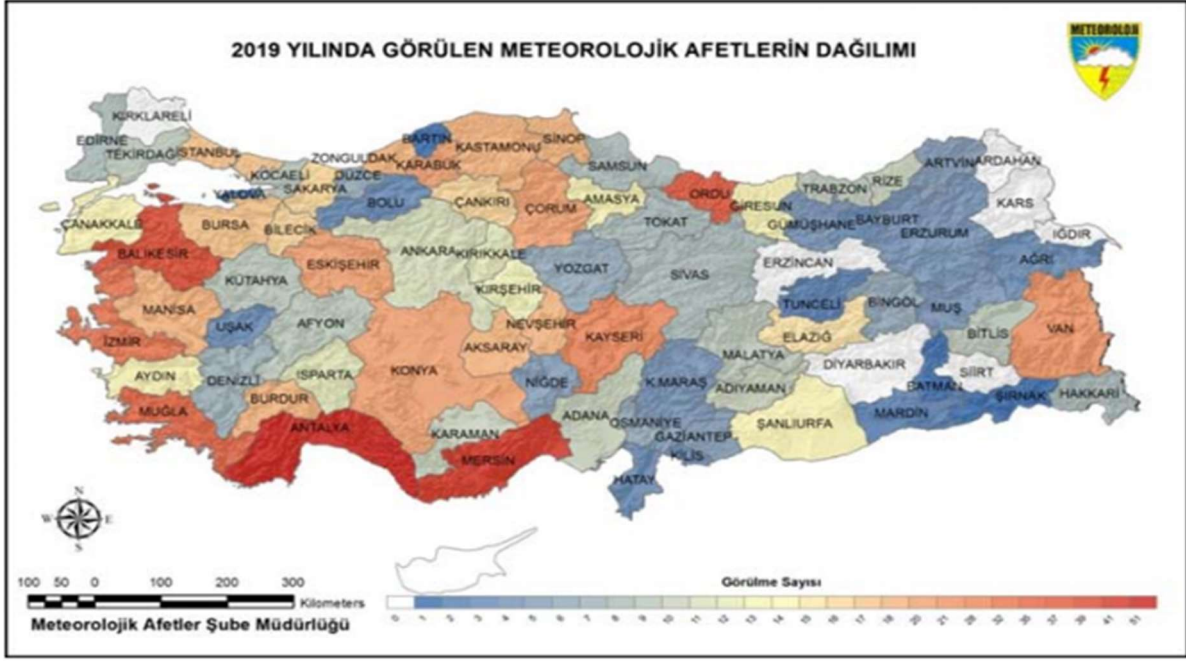 METEOROLOJİ
2019 YILINDA GÖRÜLEN METEOROLOJİK AFETLERİN DAĞILIMI
KIRKLARELİ
EDİRNE
TEKİRDAĞ
İSTANBUL
KOCAELİ
YALOVA
SAKARYA
DÜZCE
ZONGULDAK
BARTIN
KARABÜK
KASTAMONU
SİNOP
SAMSUN
ORDU
GİRESUN
TRABZON
RİZE
ARTVİN
ARDAHAN
KARS
IĞDIR
ÇANAKKALE
BALIKESİR
BURSA
BİLECİK
BOLU
ÇANKIRI
ÇORUM
AMASYA
TOKAT
GÜMÜŞHANE
BAYBURT
ERZURUM
AĞRI
KÜTAHYA
ESKİŞEHİR
ANKARA
KIRIKKALE
YOZGAT
SİVAS
ERZİNCAN
TUNCELİ
BİNGÖL
MUŞ
BİTLİS
VAN
MANİSA
UŞAK
AFYON
KIRŞEHİR
NEVŞEHİR
KAYSERİ
İZMİR
AKSARAY
ELAZIĞ
MALATYA
DİYARBAKIR
SİİRT
AYDIN
DENİZLİ
ISPARTA
KONYA
NİĞDE
K.MARAŞ
ADIYAMAN
BATMAN
ŞIRNAK
HAKKARİ
MUĞLA
BURDUR
ANTALYA
KARAMAN
MERSİN
ADANA
OSMANİYE
GAZİANTEP
KİLİS
HATAY
ŞANLIURFA
MARDİN
N
W E
S
100 50 0 100 200 300
Kilometers
Meteorolojik Afetler Şube Müdürlüğü
Görülme Sayısı
0 1 2 3 4 5 6 7 8 9 10 11 12 13 14 15 16 17 18 20 21 22 26 28 32 35 37 39 41 51